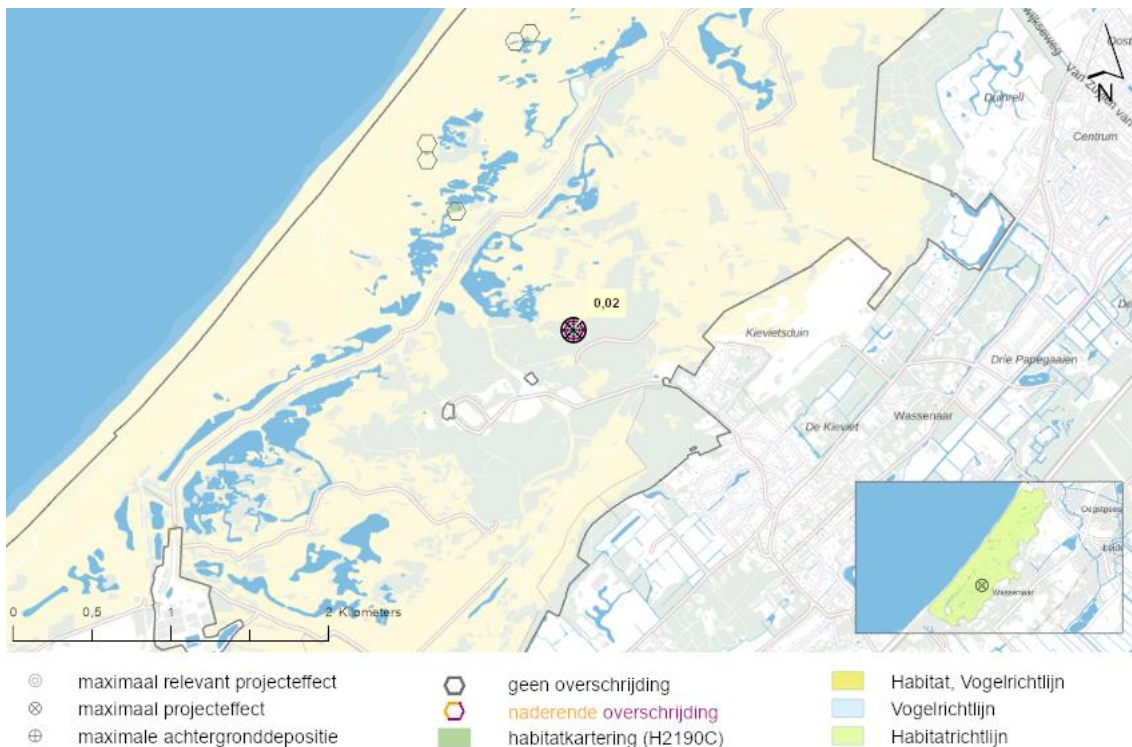 Oost
Duinrell
Centrum
N
0,02
Kievietsduin
Drie Papegaaien
Wassenaar
De Kieviet
Wassenaar
0 0,5 1 2 Kilometers
maximaal relevant projecteffect
maximaal projecteffect
maximale achtergronddepositie
geen overschrijding
naderende overschrijding
habitatkartering (H2190C)
Habitat, Vogelrichtlijn
Vogelrichtlijn
Habitatrichtlijn